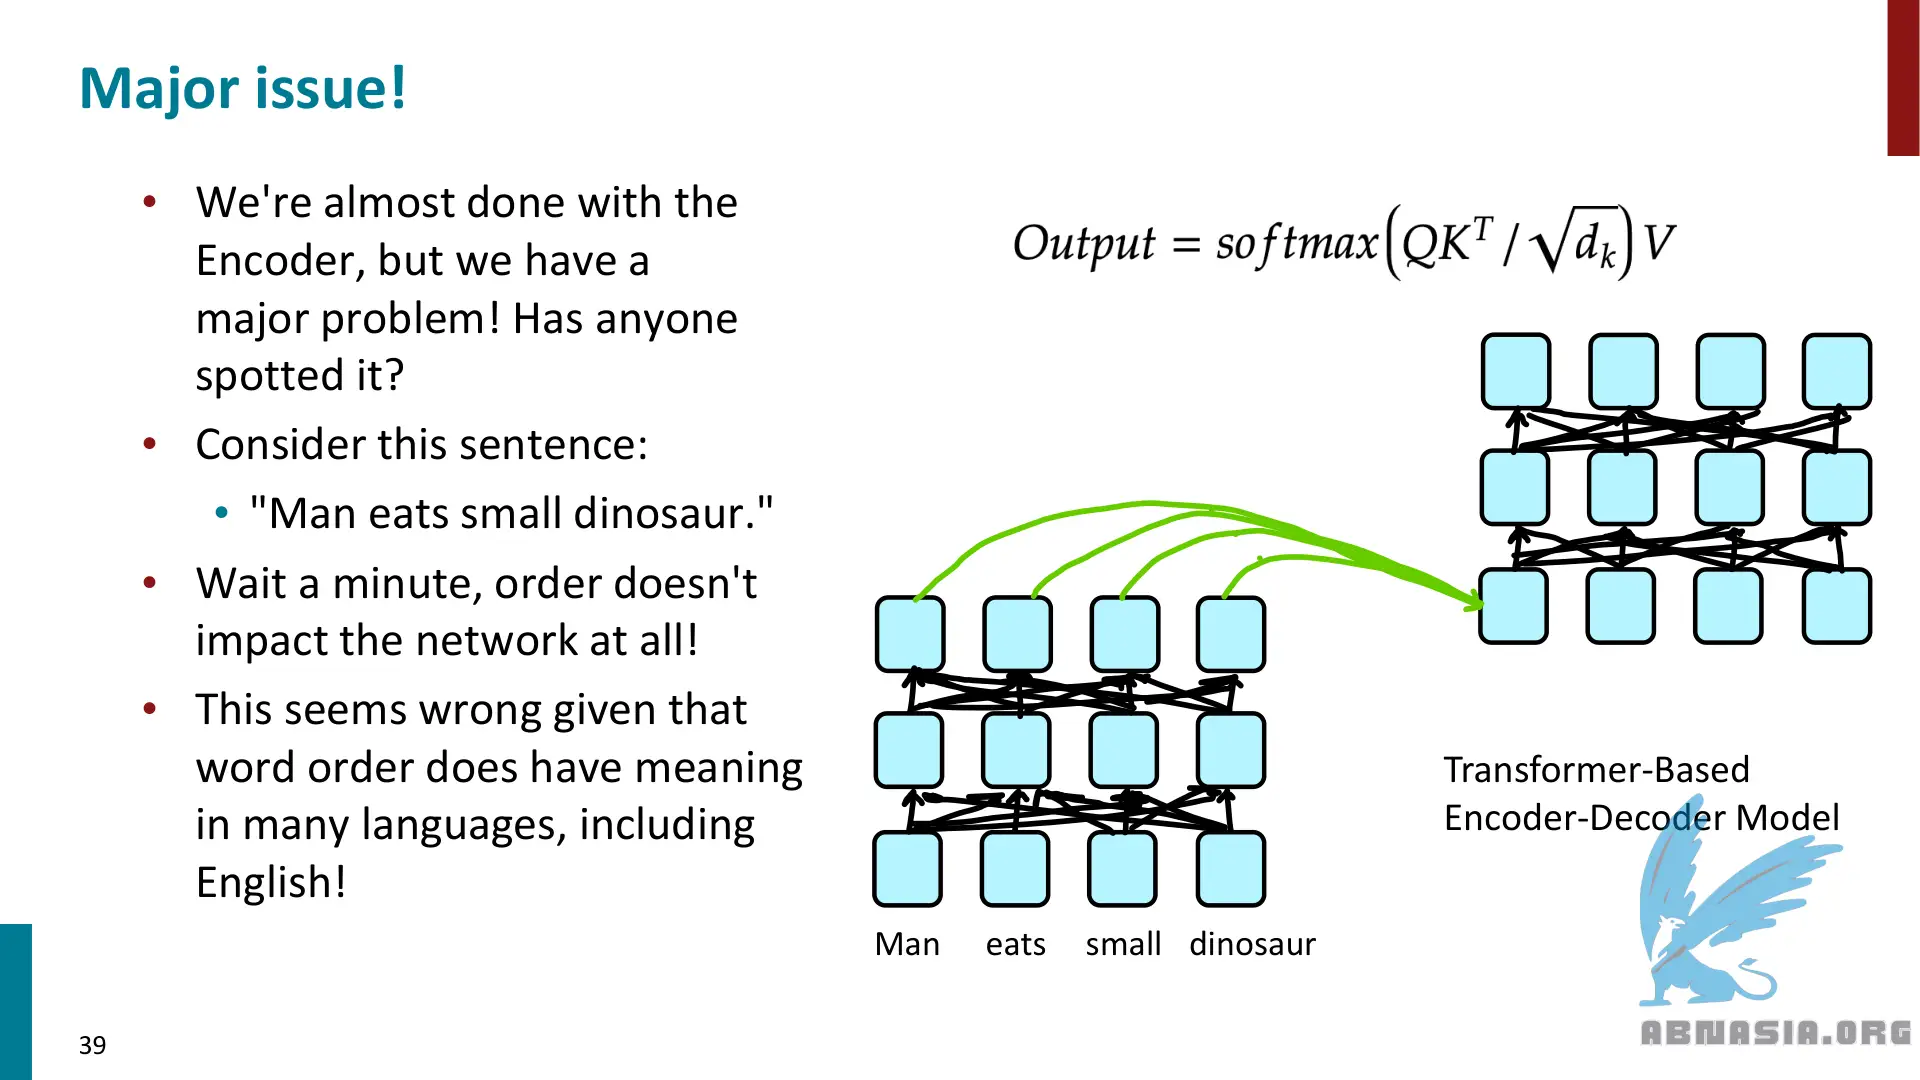 Major issue!
• We're almost done with the
Encoder, but we have a
major problem! Has anyone
spotted it?
• Consider this sentence:
• "Man eats small dinosaur."
• Wait a minute, order doesn't
impact the network at all!
• This seems wrong given that
word order does have meaning
in many languages, including
English!
Output = softmax(QK^T / √d_k) V
Transformer-Based
Encoder-Decoder Model
Man eats small dinosaur
ABNASIA.ORG
39